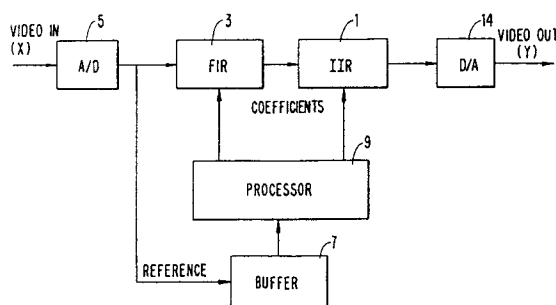 5
3
1
14
VIDEO IN
(X)
A/D
FIR
IIR
D/A
VIDEO OUT
(Y)
COEFFICIENTS
9
PROCESSOR
7
REFERENCE
BUFFER